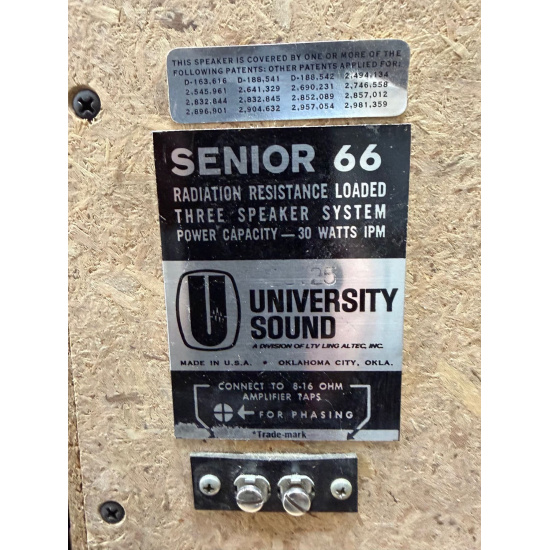 THIS SPEAKER IS COVERED BY ONE OR MORE OF THE
FOLLOWING PATENTS: OTHER PATENTS APPLIED FOR:
D-163,616 D-188,541 D-188,542 2,494,134
2,545,961 2,641,329 2,690,231 2,746,558
2,832,844 2,832,845 2,852,089 2,857,012
2,896,901 2,904,632 2,957,054 2,981,359
SENIOR 66
RADIATION RESISTANCE LOADED
THREE SPEAKER SYSTEM
POWER CAPACITY — 30 WATTS IPM
U
UNIVERSITY
SOUND
A DIVISION OF LTV LING ALTEC, INC.
MADE IN U.S.A. * OKLAHOMA CITY, OKLA.
CONNECT TO 8-16 OHM
AMPLIFIER TAPS
⊕ ← FOR PHASING
*Trade-mark